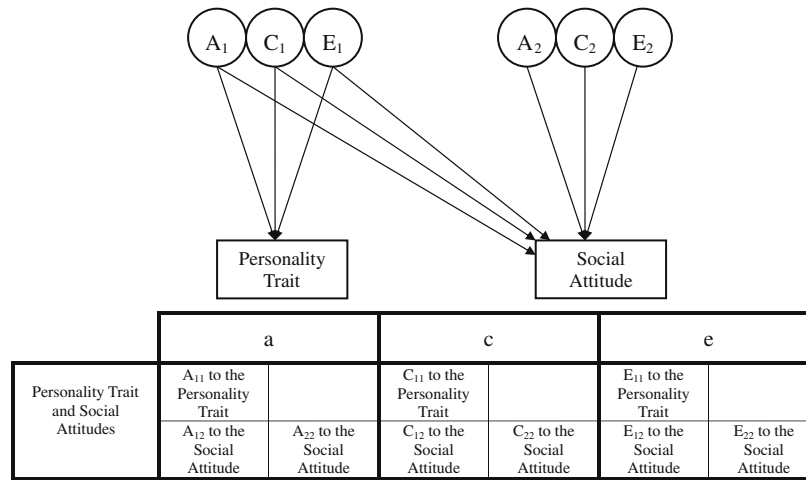 A₁ C₁ E₁ A₂ C₂ E₂
Personality
Trait
Social
Attitude
a c e
Personality Trait
and Social
Attitudes
A₁₁ to the
Personality
Trait
C₁₁ to the
Personality
Trait
E₁₁ to the
Personality
Trait
A₁₂ to the
Social
Attitude
A₂₂ to the
Social
Attitude
C₁₂ to the
Social
Attitude
C₂₂ to the
Social
Attitude
E₁₂ to the
Social
Attitude
E₂₂ to the
Social
Attitude